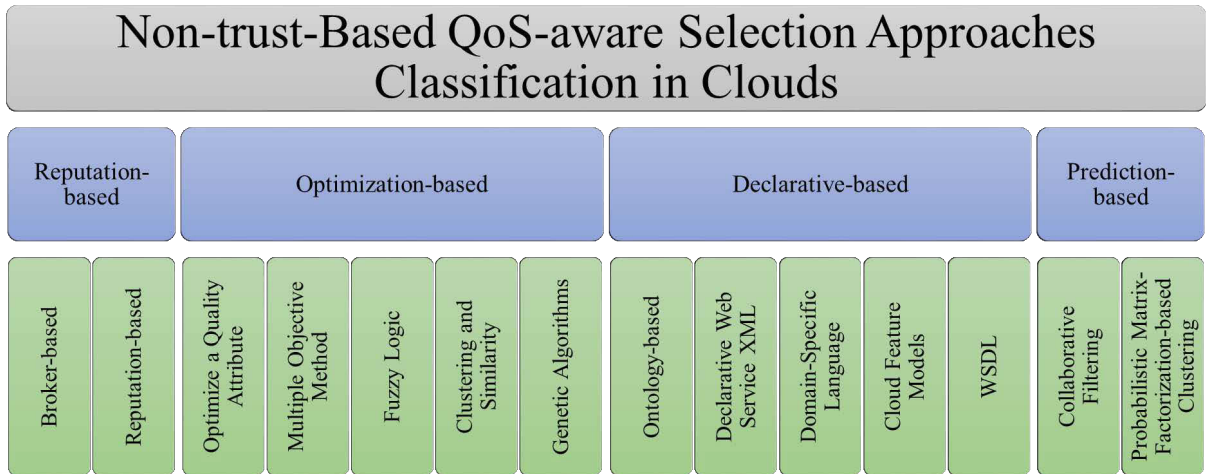 Non-trust-Based QoS-aware Selection Approaches
Classification in Clouds
Reputation-
based
Optimization-based
Declarative-based
Prediction-
based
Broker-based
Reputation-based
Optimize a Quality
Attribute
Multiple Objective
Method
Fuzzy Logic
Clustering and
Similarity
Genetic Algorithms
Ontology-based
Declarative Web
Service XML
Domain-Specific
Language
Cloud Feature
Models
WSDL
Collaborative
Filtering
Probabilistic Matrix-
Factorization-based
Clustering